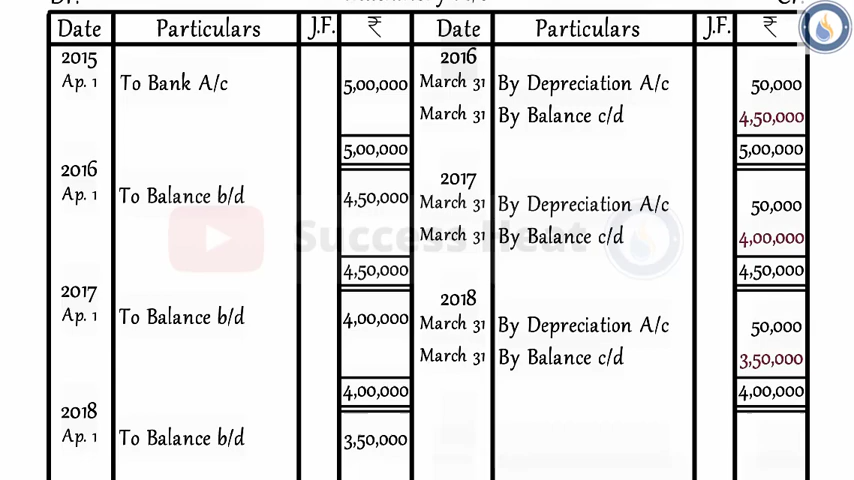 Date Particulars J.F. ₹ Date Particulars J.F. ₹
2015 2016
Ap. 1 To Bank A/c 5,00,000 March 31 By Depreciation A/c 50,000
March 31 By Balance c/d 4,50,000
5,00,000 5,00,000
2016 2017
Ap. 1 To Balance b/d 4,50,000 March 31 By Depreciation A/c 50,000
March 31 By Balance c/d 4,00,000
4,50,000 4,50,000
2017 2018
Ap. 1 To Balance b/d 4,00,000 March 31 By Depreciation A/c 50,000
March 31 By Balance c/d 3,50,000
4,00,000 4,00,000
2018
Ap. 1 To Balance b/d 3,50,000
Success Heat